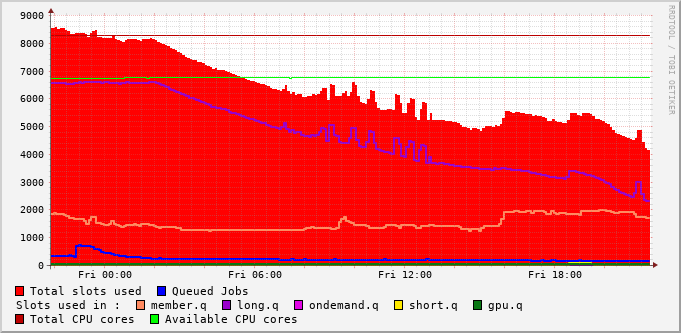 RRDTOOL / TOBI OETIKER
9000
8000
7000
6000
5000
4000
3000
2000
1000
0
Fri 00:00 Fri 06:00 Fri 12:00 Fri 18:00
Total slots used Queued Jobs
Slots used in : member.q long.q ondemand.q short.q gpu.q
Total CPU cores Available CPU cores